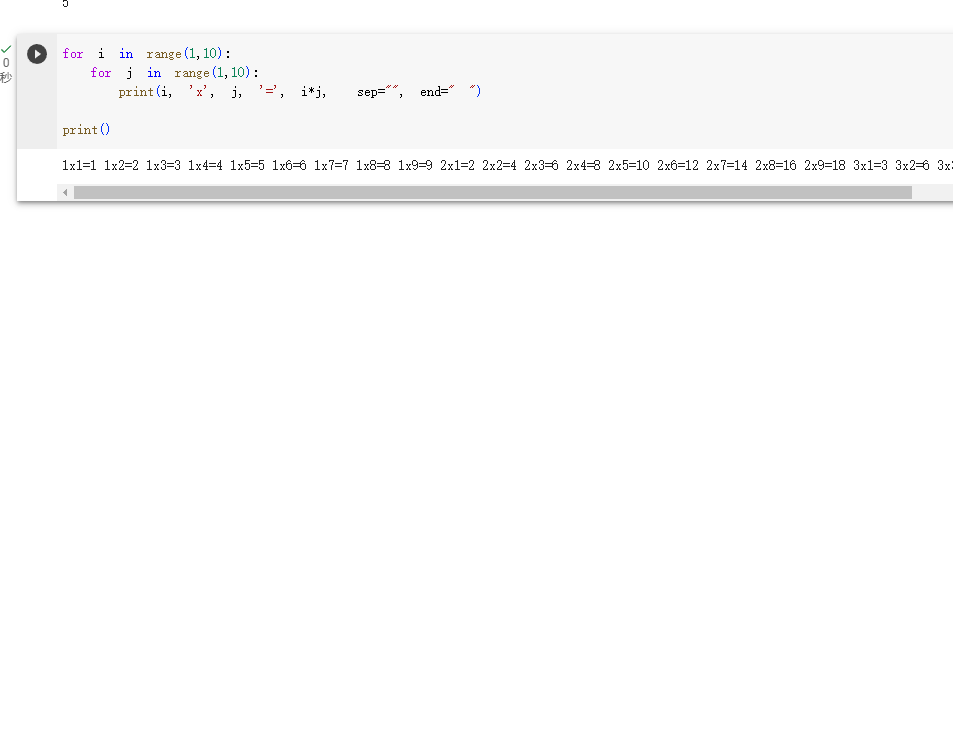 5
0
秒
for i in range(1,10):
    for j in range(1,10):
        print(i, 'x', j, '=', i*j, sep="", end=" ")
print()
1x1=1 1x2=2 1x3=3 1x4=4 1x5=5 1x6=6 1x7=7 1x8=8 1x9=9 2x1=2 2x2=4 2x3=6 2x4=8 2x5=10 2x6=12 2x7=14 2x8=16 2x9=18 3x1=3 3x2=6